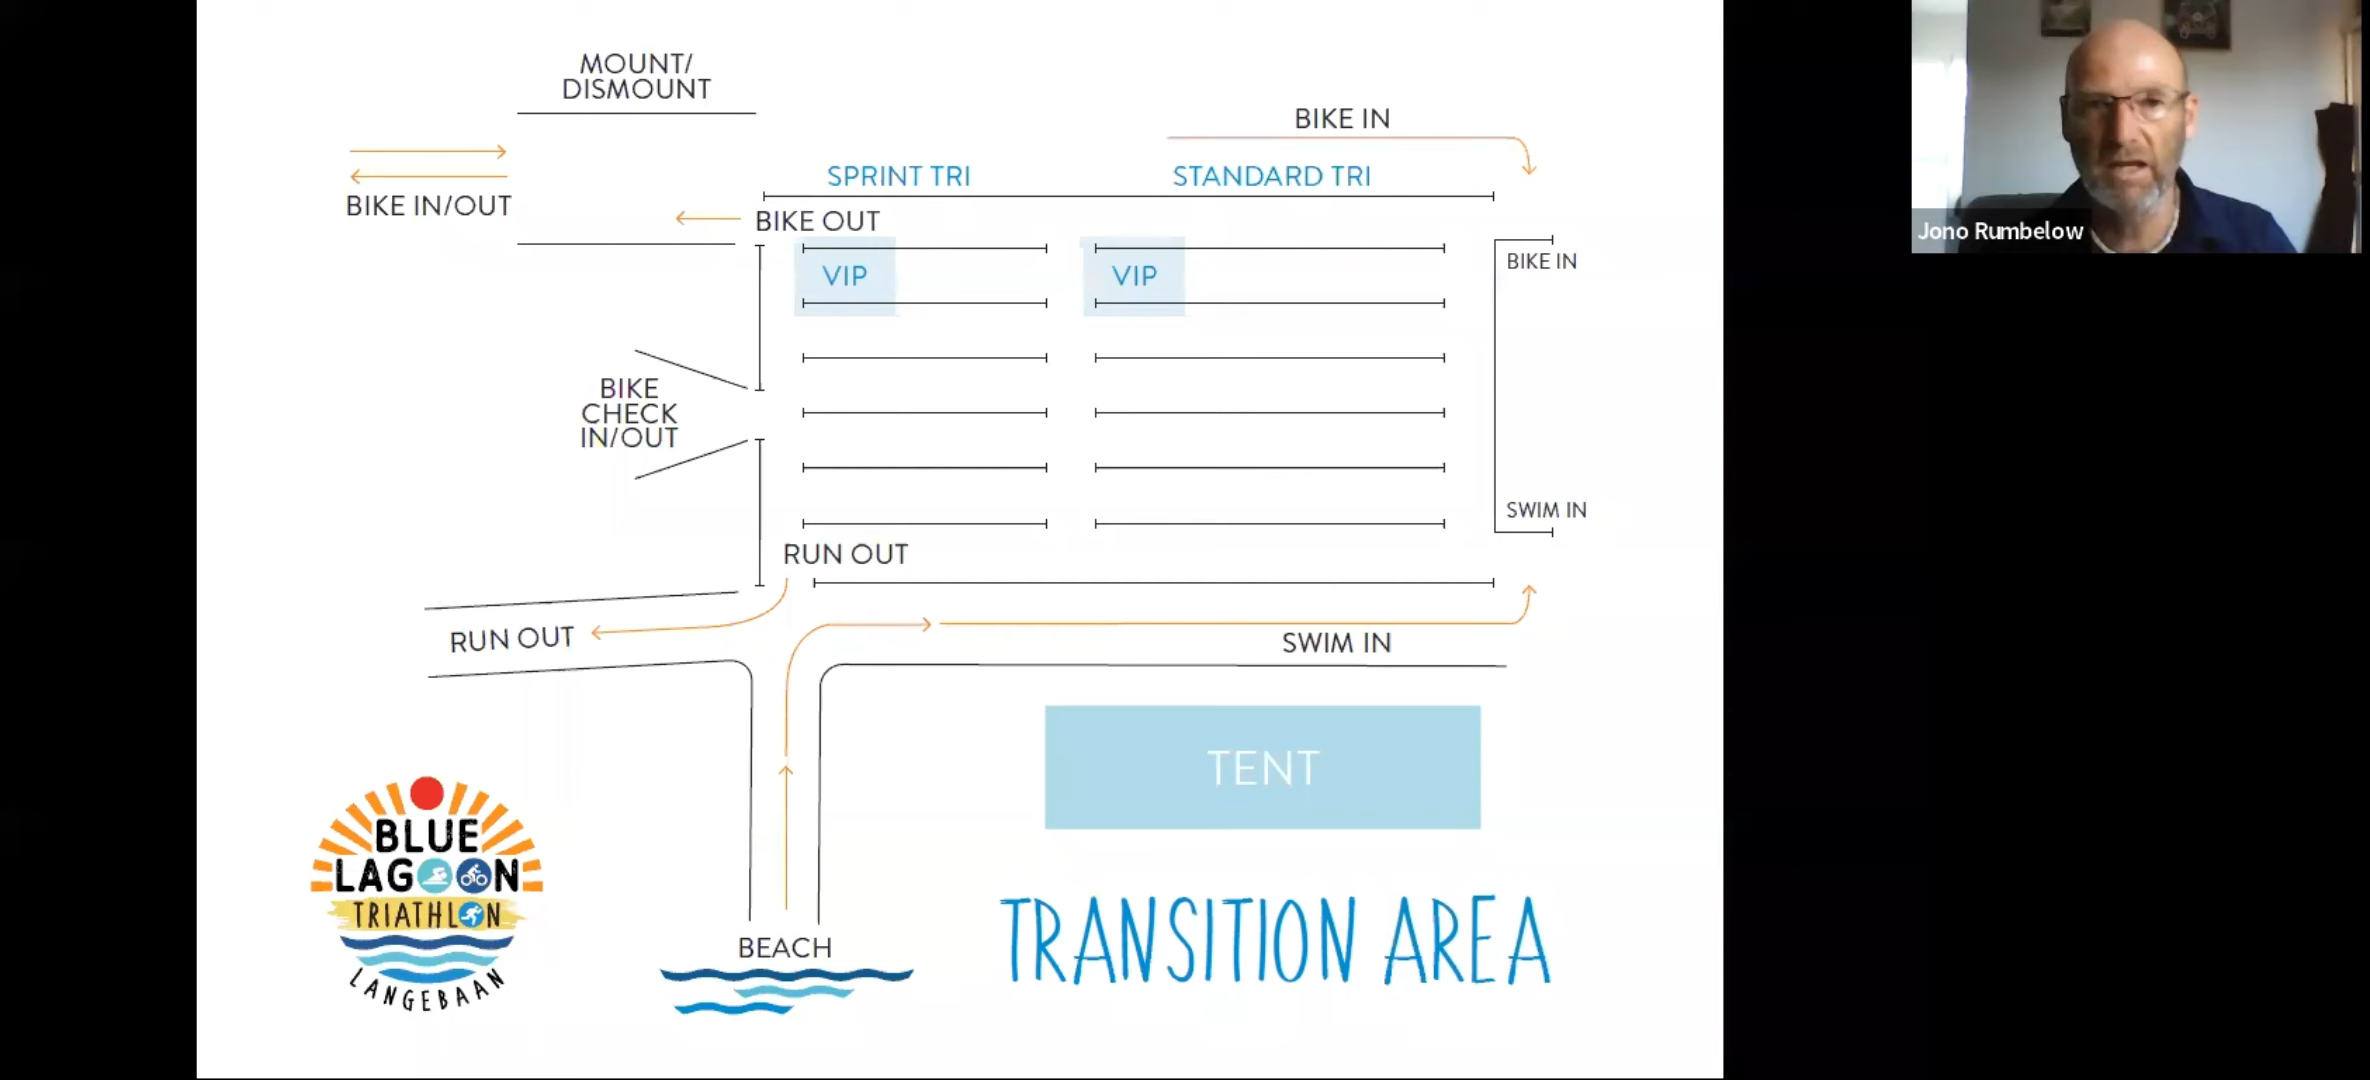 MOUNT/
DISMOUNT
BIKE IN
SPRINT TRI
STANDARD TRI
BIKE IN/OUT
BIKE OUT
Jono Rumbelow
VIP
VIP
BIKE IN
BIKE
CHECK
IN/OUT
SWIM IN
RUN OUT
RUN OUT
SWIM IN
TENT
BLUE
LAGOON
TRIATHLON
LANGEBAAN
BEACH
TRANSITION AREA